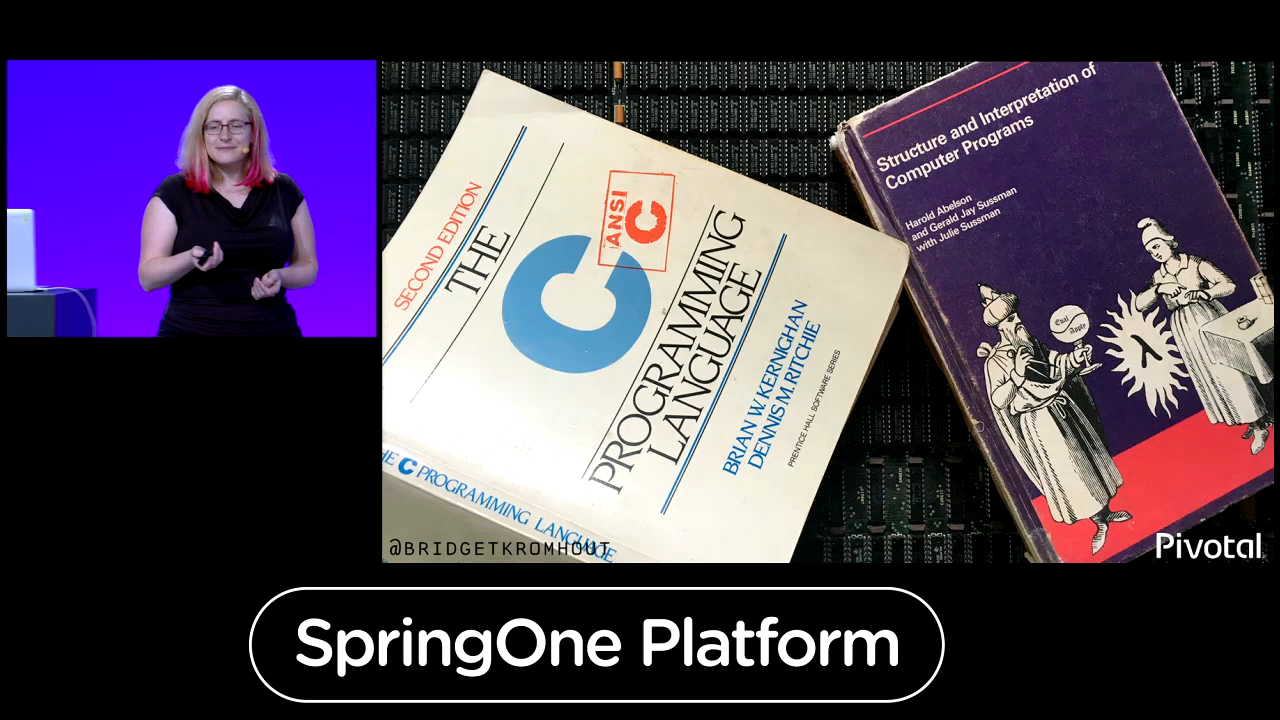 SECOND EDITION
THE
C
ANSI
C
PROGRAMMING
LANGUAGE
BRIAN W. KERNIGHAN
DENNIS M. RITCHIE
PRENTICE HALL SOFTWARE SERIES
HE C PROGRAMMING LANGUAGE
Structure and Interpretation of
Computer Programs
Harold Abelson
and Gerald Jay Sussman
with Julie Sussman
Eval
Apply
λ
@BRIDGETKROMHOUT
Pivotal
SpringOne Platform